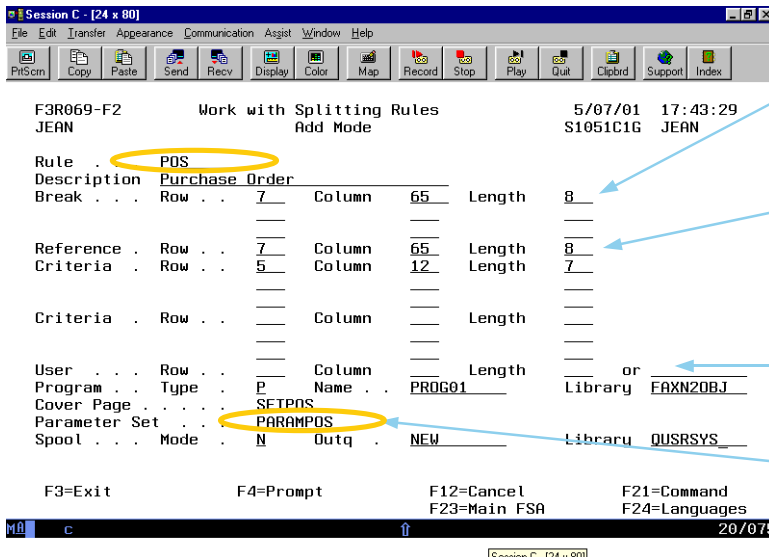 Session C - [24 x 80]
File Edit Transfer Appearance Communication Assist Window Help
PrtScrn Copy Paste Send Recv Display Color Map Record Stop Play Quit Clipbrd Support Index
F3R069-F2 Work with Splitting Rules 5/07/01 17:43:29
JEAN Add Mode S1051C1G JEAN
Rule . . . POS
Description Purchase Order
Break . . . Row . . 7 Column 65 Length 8
Reference . Row . . 7 Column 65 Length 8
Criteria . Row . . 5 Column 12 Length 7
Criteria . Row . . Column Length
User . . . Row . . Column Length or
Program . . Type . P Name . . PROG01 Library FAXN2OBJ
Cover Page . . . . . SETPOS
Parameter Set . . . PARAMPOS
Spool . . . Mode . N Outq . NEW Library QUSRSYS
F3=Exit F4=Prompt F12=Cancel F21=Command
F23=Main FSA F24=Languages
MA c 20/075
Session C - [24 x 80]